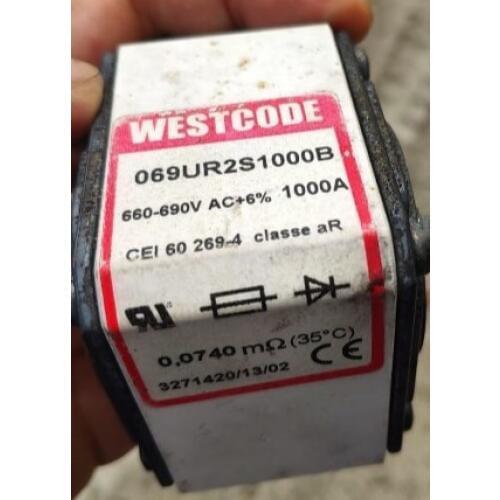 WESTCODE
069UR2S1000B
660-690V AC+6% 1000A
CEI 60 269-4 classe aR
0,0740 mΩ (35°C)
CE
3271420/13/02